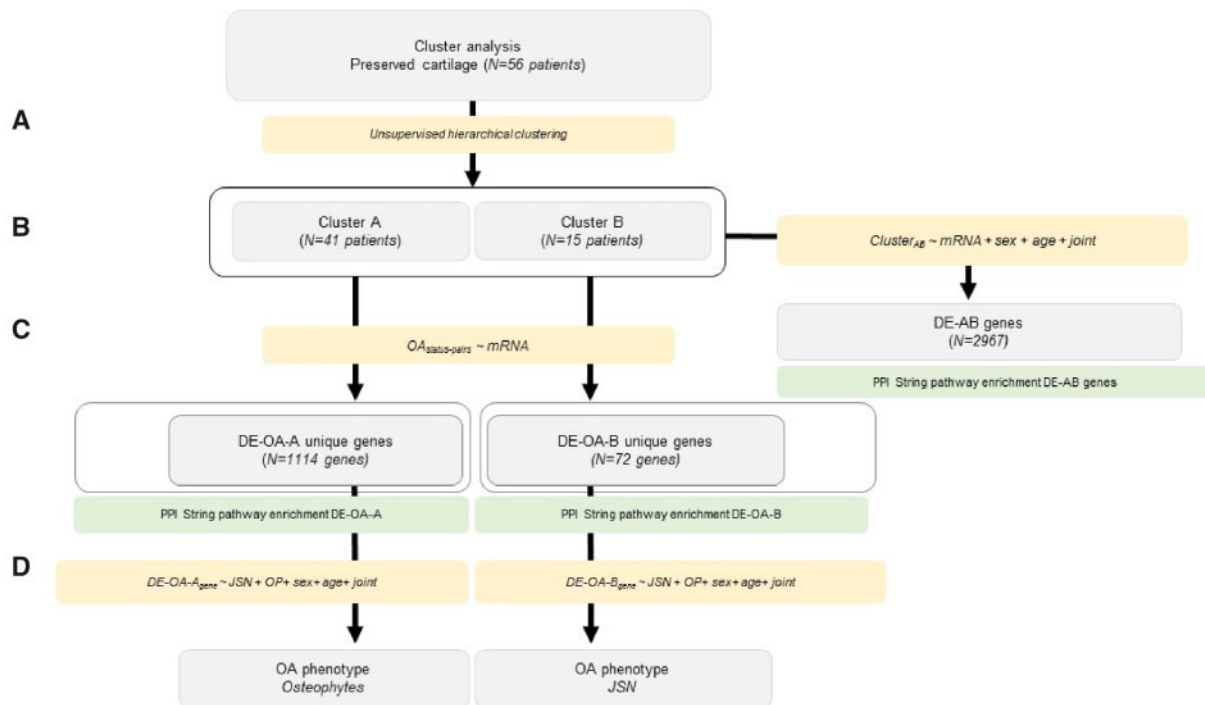 Cluster analysis
Preserved cartilage (N=56 patients)
A
Unsupervised hierarchical clustering
B
Cluster A
(N=41 patients)
Cluster B
(N=15 patients)
Cluster_AB ~ mRNA + sex + age + joint
DE-AB genes
(N=2967)
PPI String pathway enrichment DE-AB genes
C
OA_status-pairs ~ mRNA
DE-OA-A unique genes
(N=1114 genes)
DE-OA-B unique genes
(N=72 genes)
PPI String pathway enrichment DE-OA-A
PPI String pathway enrichment DE-OA-B
D
DE-OA-A_gene ~ JSN + OP+ sex+ age+ joint
DE-OA-B_gene ~ JSN + OP+ sex+age+ joint
OA phenotype
Osteophytes
OA phenotype
JSN